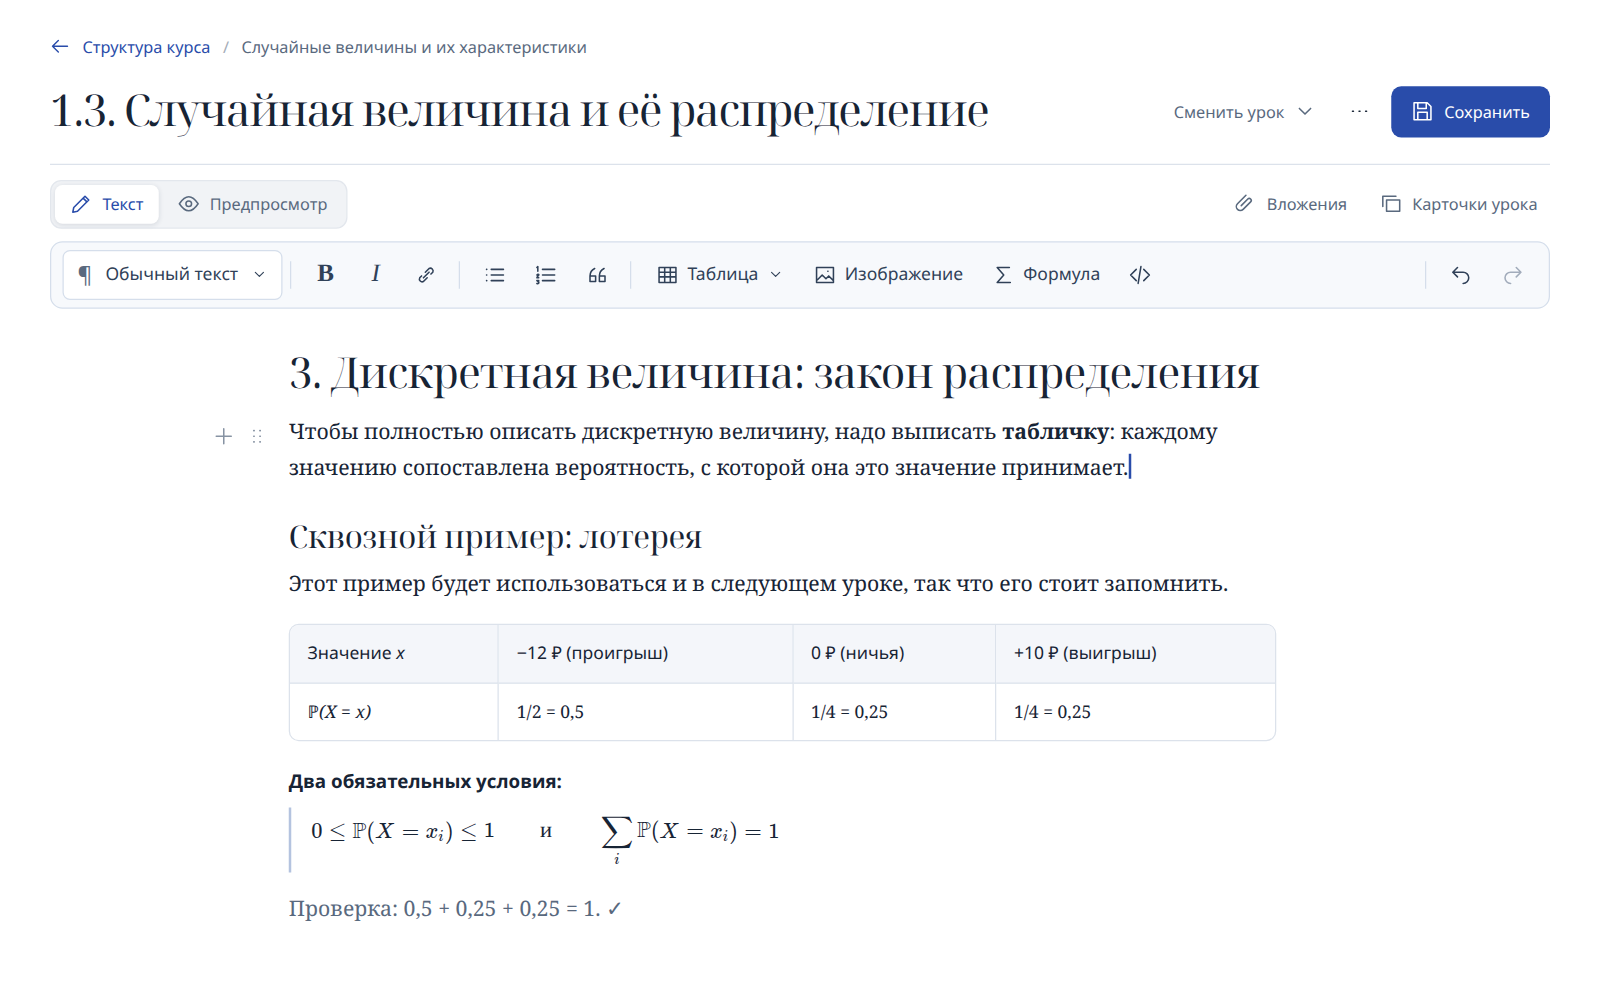 ← Структура курса / Случайные величины и их характеристики
1.3. Случайная величина и её распределение
Сменить урок
...
Сохранить
Текст
Предпросмотр
Вложения
Карточки урока
¶ Обычный текст
B I
Таблица
Изображение
Σ Формула
</>
3. Дискретная величина: закон распределения
Чтобы полностью описать дискретную величину, надо выписать табличку: каждому
значению сопоставлена вероятность, с которой она это значение принимает.
Сквозной пример: лотерея
Этот пример будет использоваться и в следующем уроке, так что его стоит запомнить.
Значение x −12 ₽ (проигрыш) 0 ₽ (ничья) +10 ₽ (выигрыш)
ℙ(X = x) 1/2 = 0,5 1/4 = 0,25 1/4 = 0,25
Два обязательных условия:
0 ≤ ℙ(X = xᵢ) ≤ 1 и ∑ᵢ ℙ(X = xᵢ) = 1
Проверка: 0,5 + 0,25 + 0,25 = 1. ✓